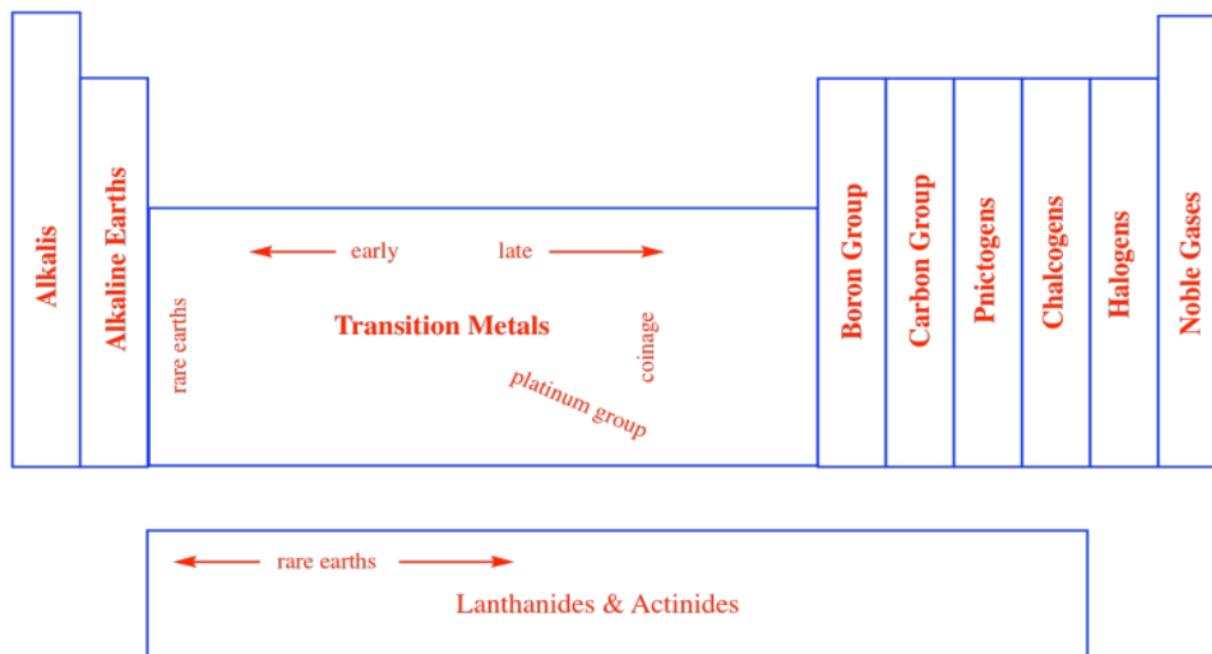 Alkalis
Alkaline Earths
rare earths
early
late
Transition Metals
coinage
platinum group
Boron Group
Carbon Group
Pnictogens
Chalcogens
Halogens
Noble Gases
rare earths
Lanthanides & Actinides